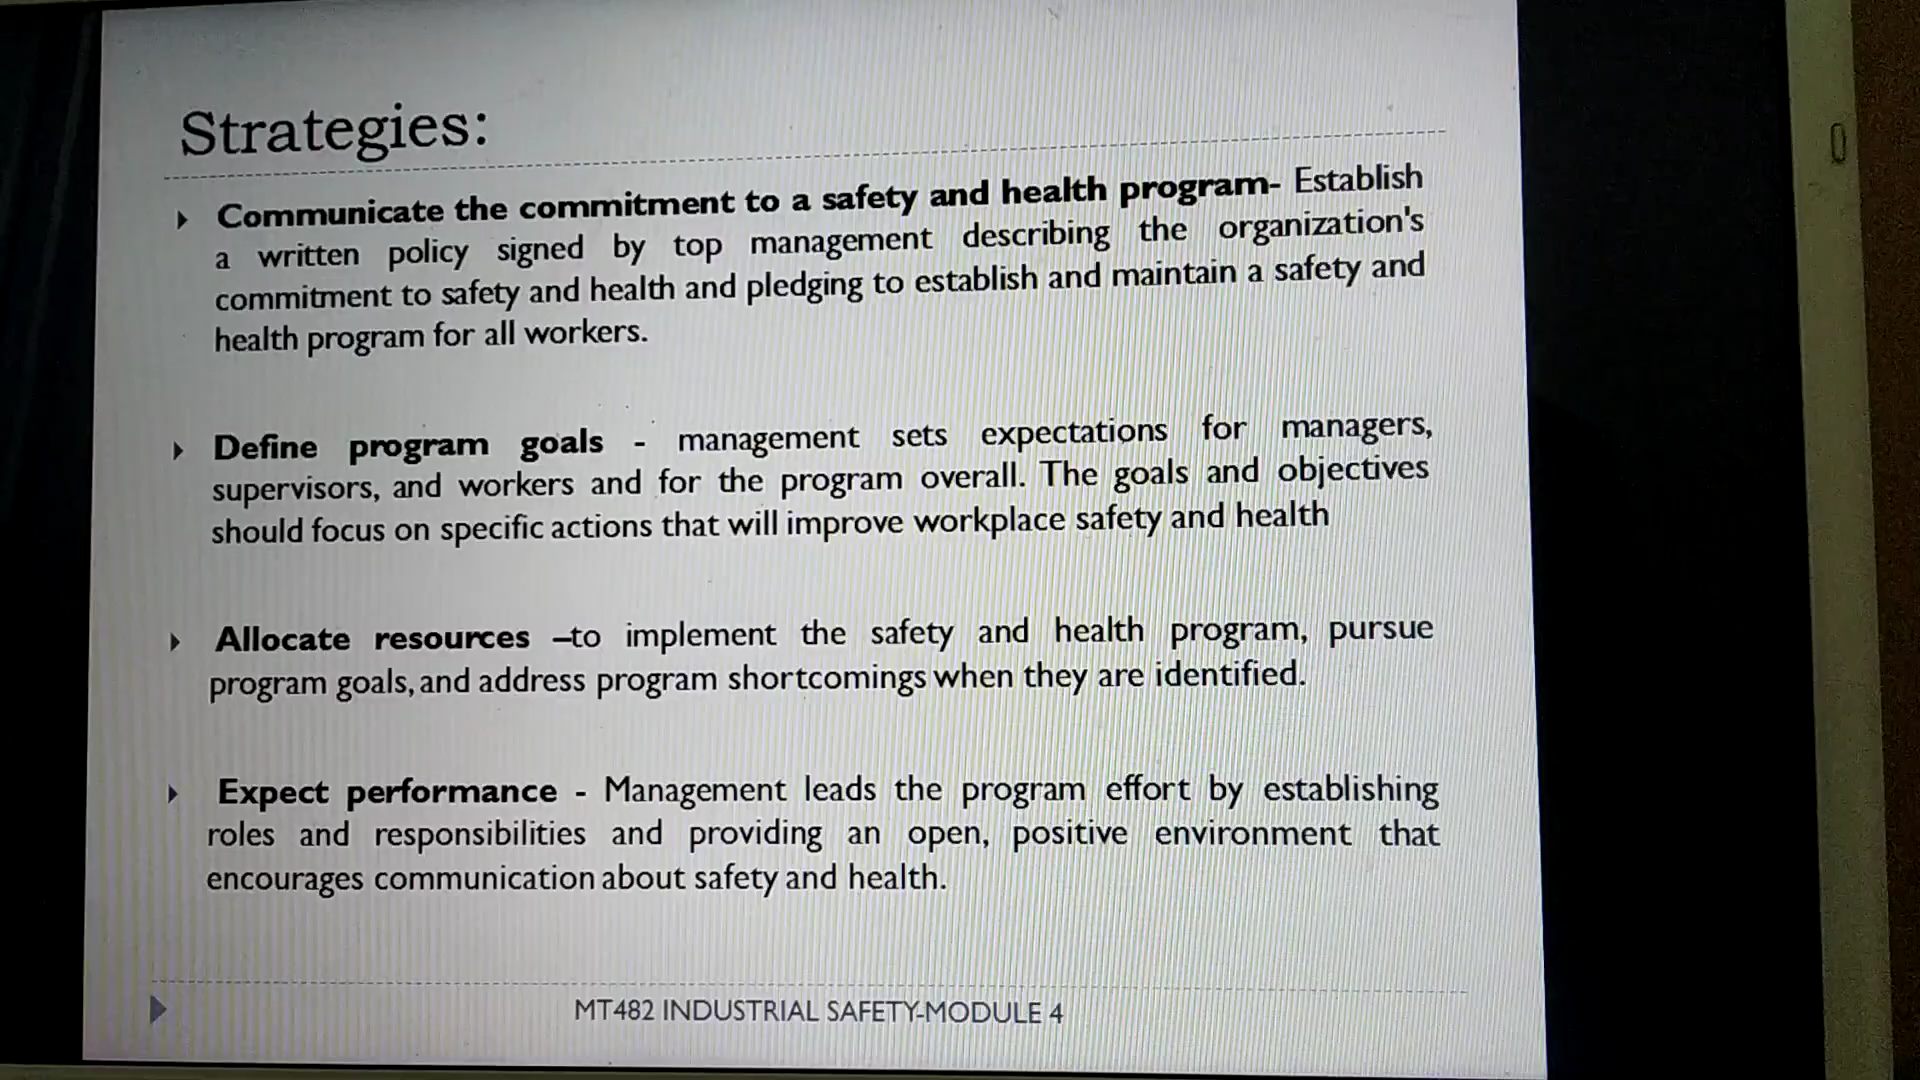 Strategies:
Communicate the commitment to a safety and health program- Establish
a written policy signed by top management describing the organization's
commitment to safety and health and pledging to establish and maintain a safety and
health program for all workers.
Define program goals - management sets expectations for managers,
supervisors, and workers and for the program overall. The goals and objectives
should focus on specific actions that will improve workplace safety and health
Allocate resources –to implement the safety and health program, pursue
program goals, and address program shortcomings when they are identified.
Expect performance - Management leads the program effort by establishing
roles and responsibilities and providing an open, positive environment that
encourages communication about safety and health.
MT482 INDUSTRIAL SAFETY-MODULE 4